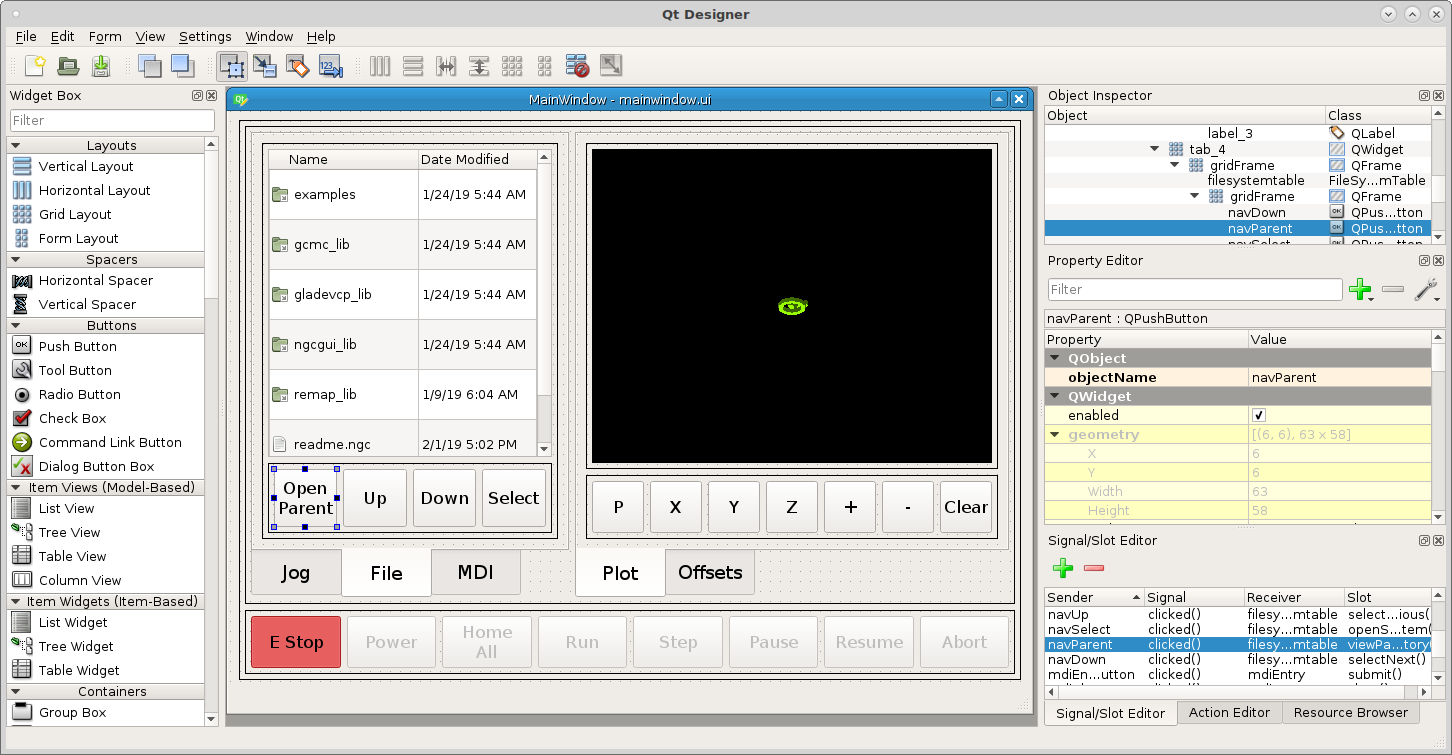 Qt Designer
File Edit Form View Settings Window Help
Widget Box
Filter
Layouts
Vertical Layout
Horizontal Layout
Grid Layout
Form Layout
Spacers
Horizontal Spacer
Vertical Spacer
Buttons
OK Push Button
Tool Button
Radio Button
Check Box
Command Link Button
Dialog Button Box
Item Views (Model-Based)
List View
Tree View
Table View
Column View
Item Widgets (Item-Based)
List Widget
Tree Widget
Table Widget
Containers
Group Box
123
Qt
MainWindow - mainwindow.ui
Name Date Modified
examples 1/24/19 5:44 AM
gcmc_lib 1/24/19 5:44 AM
gladevcp_lib 1/24/19 5:44 AM
ngcgui_lib 1/24/19 5:44 AM
remap_lib 1/9/19 6:04 AM
readme.ngc 2/1/19 5:02 PM
Open
Parent
Up
Down
Select
P X Y Z + - Clear
Jog File MDI
Plot Offsets
E Stop
Power
Home
All
Run
Step
Pause
Resume
Abort
Object Inspector
Object Class
label_3 QLabel
tab_4 QWidget
gridFrame QFrame
filesystemtable FileSy...mTable
gridFrame QFrame
navDown OK QPus...tton
navParent OK QPus...tton
navSelect OK QPus...tton
Property Editor
Filter
navParent : QPushButton
Property Value
QObject
objectName navParent
QWidget
enabled
geometry [(6, 6), 63 x 58]
X 6
Y 6
Width 63
Height 58
Signal/Slot Editor
Sender Signal Receiver Slot
navUp clicked() filesy...mtable select...ious(
navSelect clicked() filesy...mtable openS...tem(
navParent clicked() filesy...mtable viewPa...tory(
navDown clicked() filesy...mtable selectNext()
mdiEn...utton clicked() mdiEntry submit()
Signal/Slot Editor Action Editor Resource Browser